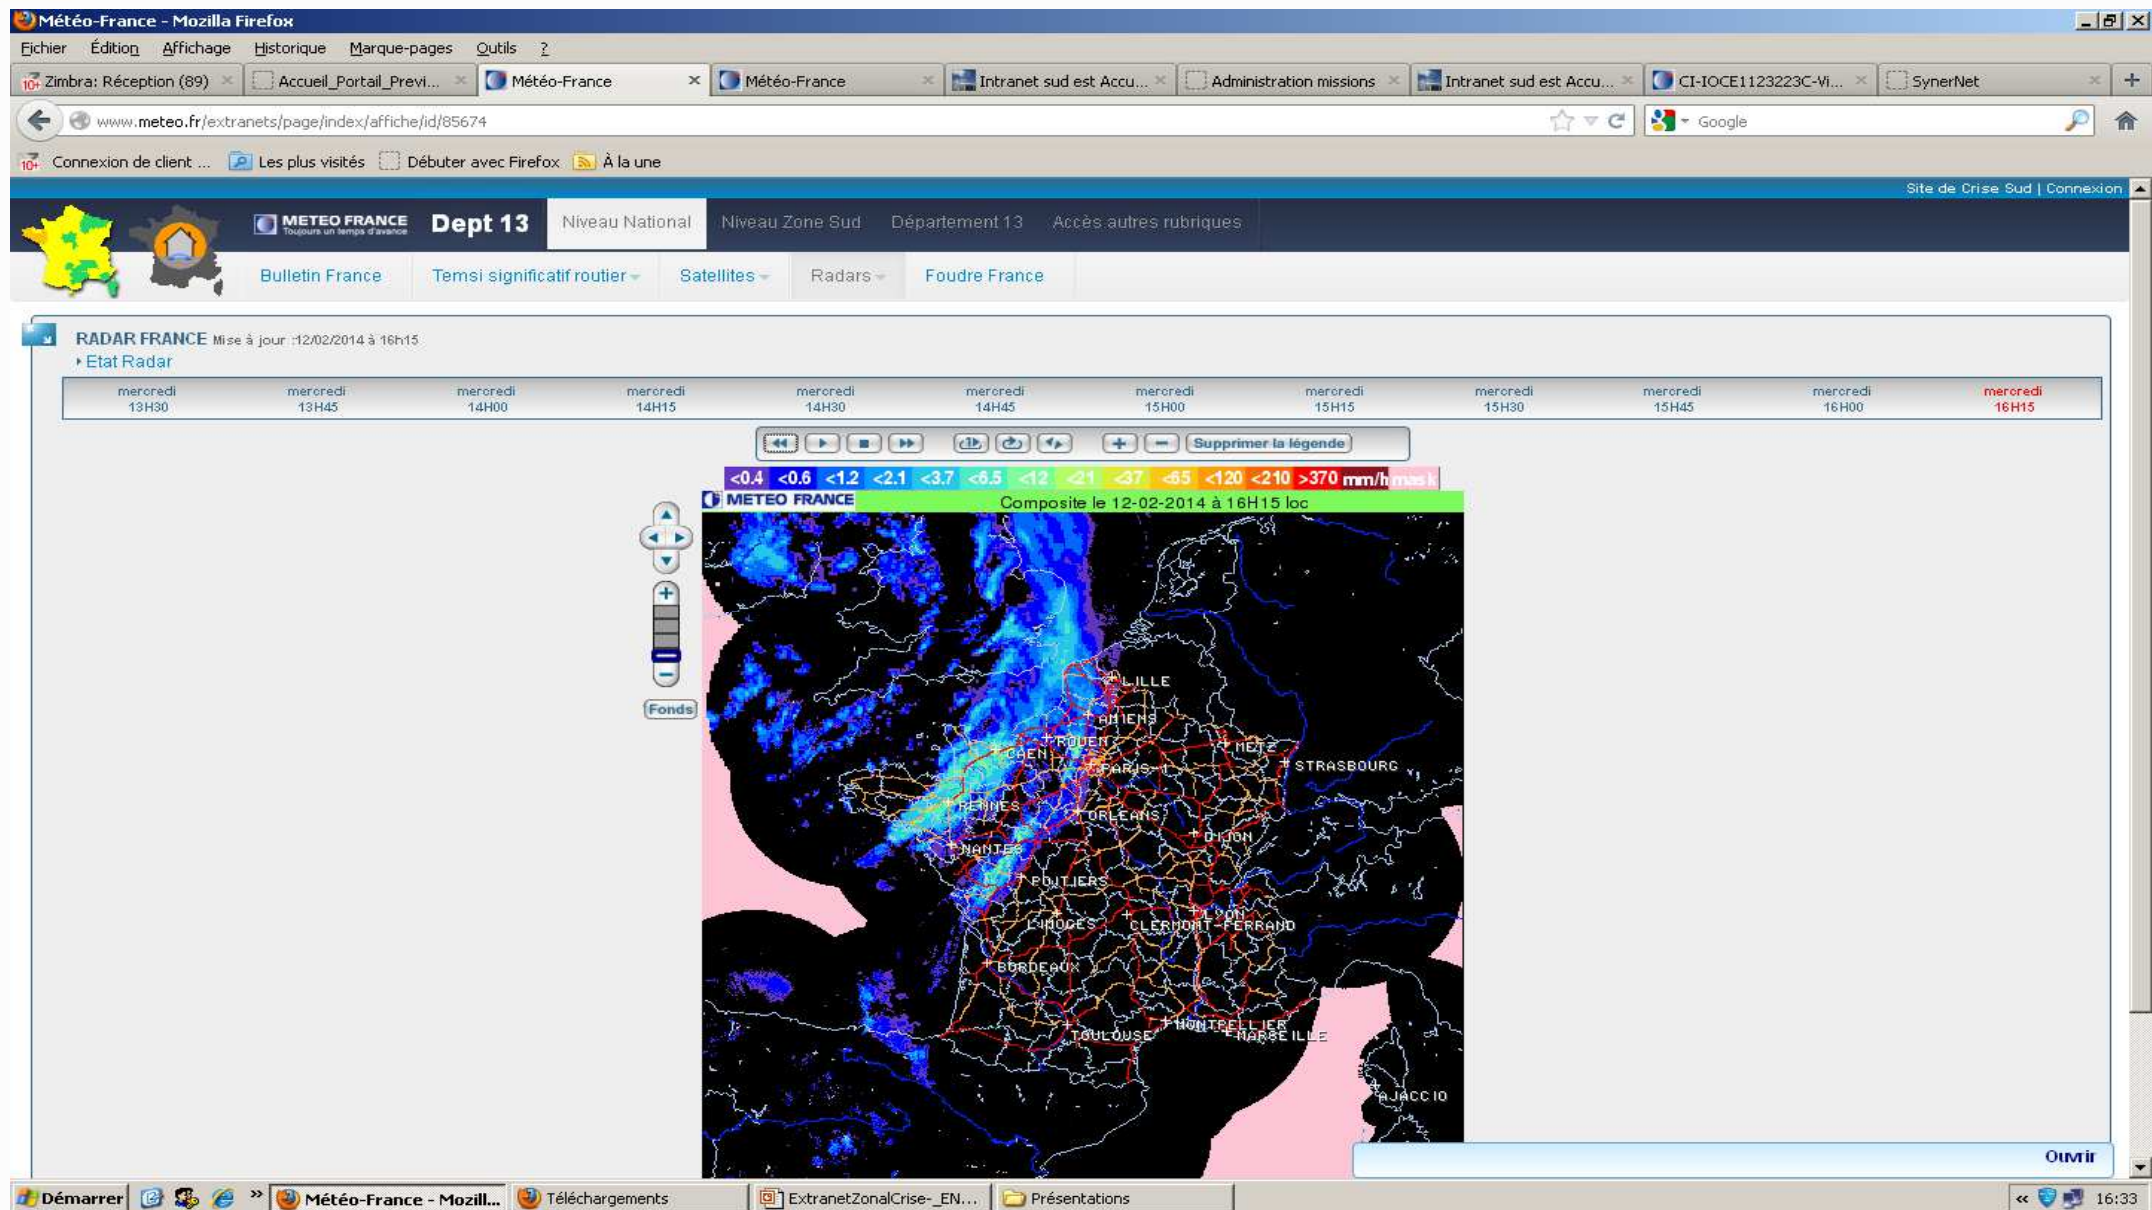 Météo-France - Mozilla Firefox
Fichier Édition Affichage Historique Marque-pages Outils ?
Zimbra: Réception (89) Accueil_Portail_Previ... Météo-France Météo-France Intranet sud est Accu... Administration missions Intranet sud est Accu... CI-IOCE1123223C-Vi... SynerNet
www.meteo.fr/extranets/page/index/affiche/id/85674 Google
Connexion de client ... Les plus visités Débuter avec Firefox À la une
Site de Crise Sud | Connexion
METEO FRANCE Dept 13 Niveau National Niveau Zone Sud Département 13 Accès autres rubriques
Toujours un temps d'avance
Bulletin France Temsi significatif routier Satellites Radars Foudre France
RADAR FRANCE Mise à jour :12/02/2014 à 16h15
Etat Radar
mercredi mercredi mercredi mercredi mercredi mercredi mercredi mercredi mercredi mercredi mercredi mercredi
13H30 13H45 14H00 14H15 14H30 14H45 15H00 15H15 15H30 15H45 16H00 16H15
Supprimer la légende
<0.4 <0.6 <1.2 <2.1 <3.7 <6.5 <12 <21 <37 <65 <120 <210 >370 mm/h mask
METEO FRANCE Composite le 12-02-2014 à 16H15 loc
LILLE
Fonds
AMIENS
ROUEN
CAEN
METZ
PARIS-1
STRASBOURG
RENNES
ORLEANS
DIJON
NANTES
POITIERS
LYON
LIMOGES
CLERMONT-FERRAND
BORDEAUX
MONTPELLIER
TOULOUSE
MARSEILLE
AJACCIO
Ouvrir
Démarrer Météo-France - Mozill... Téléchargements ExtranetZonalCrise-_EN... Présentations 16:33